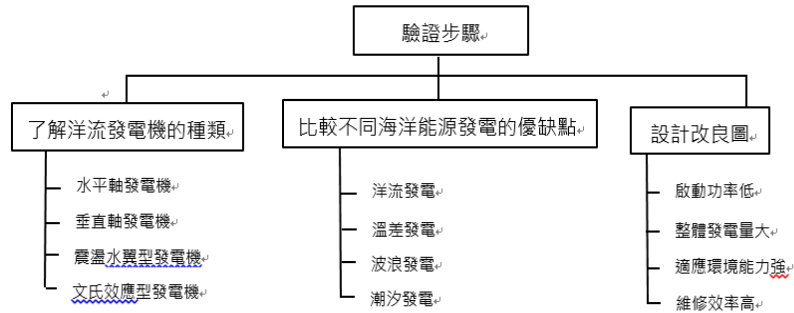 驗證步驟
了解洋流發電機的種類
水平軸發電機
垂直軸發電機
震盪水翼型發電機
文氏效應型發電機
比較不同海洋能源發電的優缺點
洋流發電
溫差發電
波浪發電
潮汐發電
設計改良圖
啟動功率低
整體發電量大
適應環境能力強
維修效率高